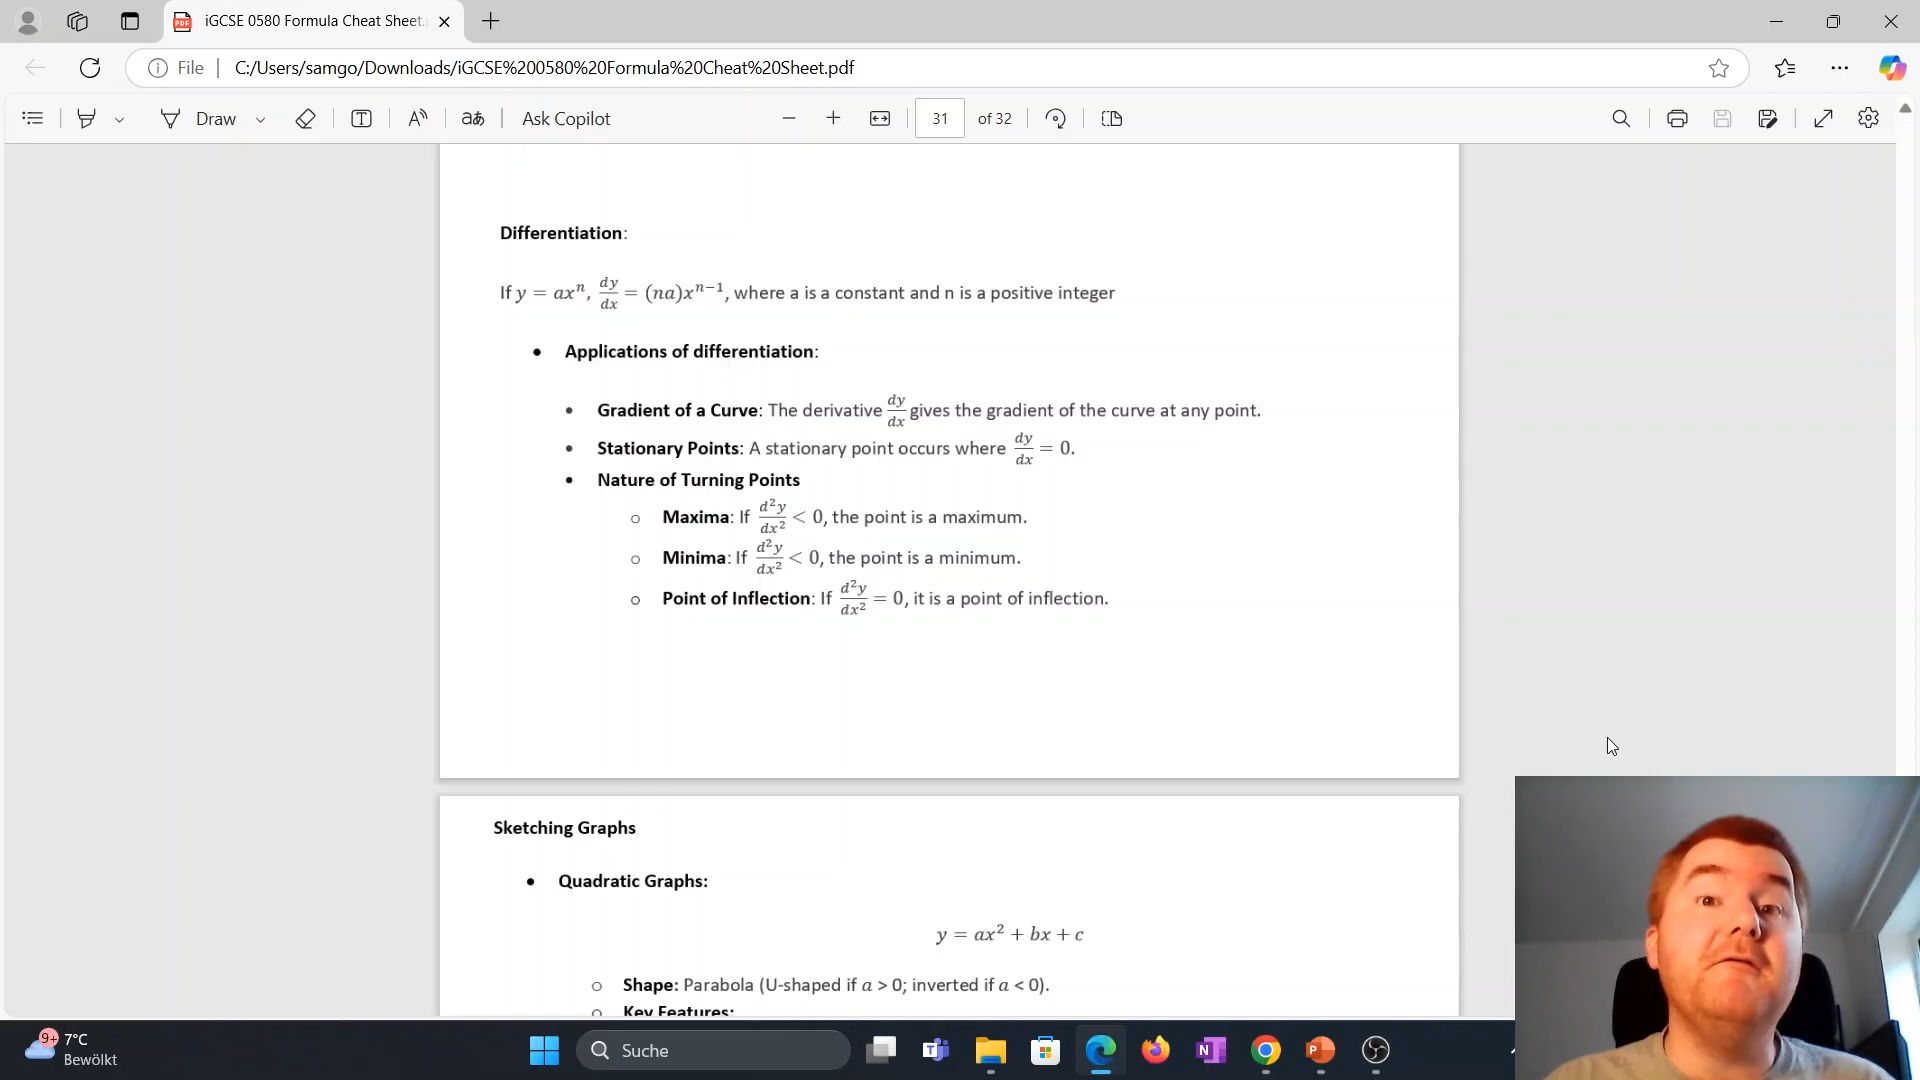 iGCSE 0580 Formula Cheat Sheet.
File
C:/Users/samgo/Downloads/iGCSE%200580%20Formula%20Cheat%20Sheet.pdf
Draw
aあ
Ask Copilot
31 of 32
Differentiation:
If y = axⁿ, dy/dx = (na)xⁿ⁻¹, where a is a constant and n is a positive integer
• Applications of differentiation:
• Gradient of a Curve: The derivative dy/dx gives the gradient of the curve at any point.
• Stationary Points: A stationary point occurs where dy/dx = 0.
• Nature of Turning Points
o Maxima: If d²y/dx² < 0, the point is a maximum.
o Minima: If d²y/dx² < 0, the point is a minimum.
o Point of Inflection: If d²y/dx² = 0, it is a point of inflection.
Sketching Graphs
• Quadratic Graphs:
y = ax² + bx + c
o Shape: Parabola (U-shaped if a > 0; inverted if a < 0).
o Key Features:
9+
7°C
Bewölkt
Suche